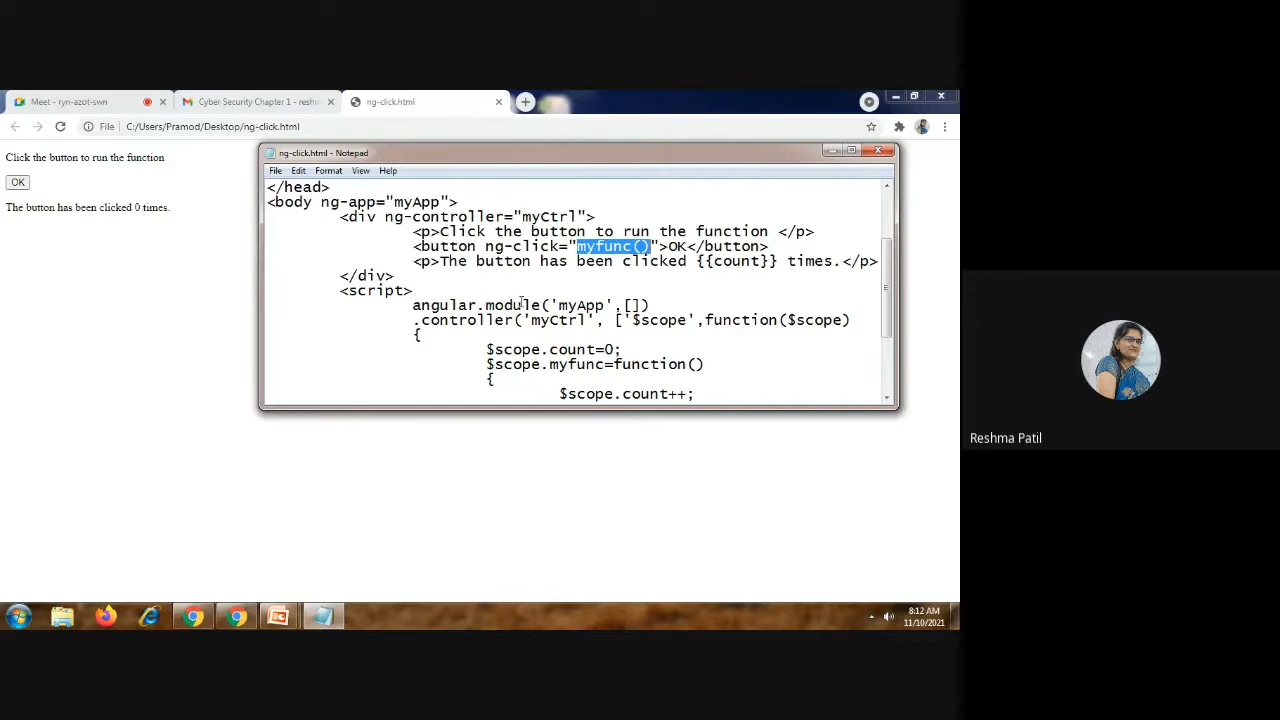 Meet - ryn-azot-swn
Cyber Security Chapter 1 - resh
ng-click.html
File C:/Users/Pramod/Desktop/ng-click.html
Click the button to run the function
OK
The button has been clicked 0 times.
ng-click.html - Notepad
File Edit Format View Help
</head>
<body ng-app="myApp">
<div ng-controller="myCtrl">
<p>Click the button to run the function </p>
<button ng-click="myfunc()">OK</button>
<p>The button has been clicked {{count}} times.</p>
</div>
<script>
angular.module('myApp',[])
.controller('myCtrl', ['$scope',function($scope)
{
$scope.count=0;
$scope.myfunc=function()
{
$scope.count++;
Reshma Patil
8:12 AM
11/10/2021